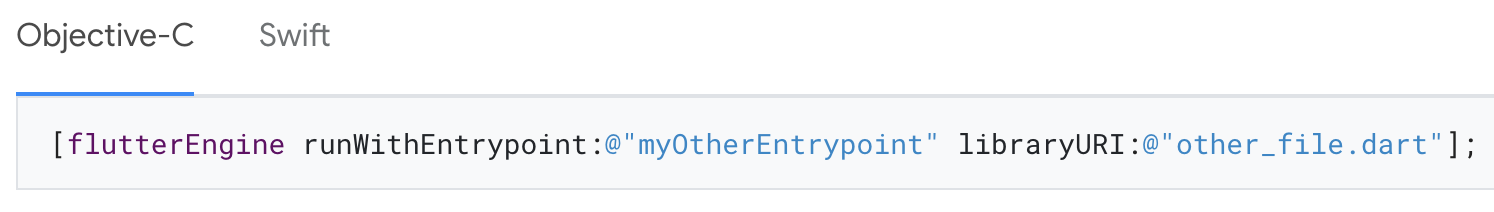 Objective-C Swift
[flutterEngine runWithEntrypoint:@"myOtherEntrypoint" libraryURI:@"other_file.dart"];